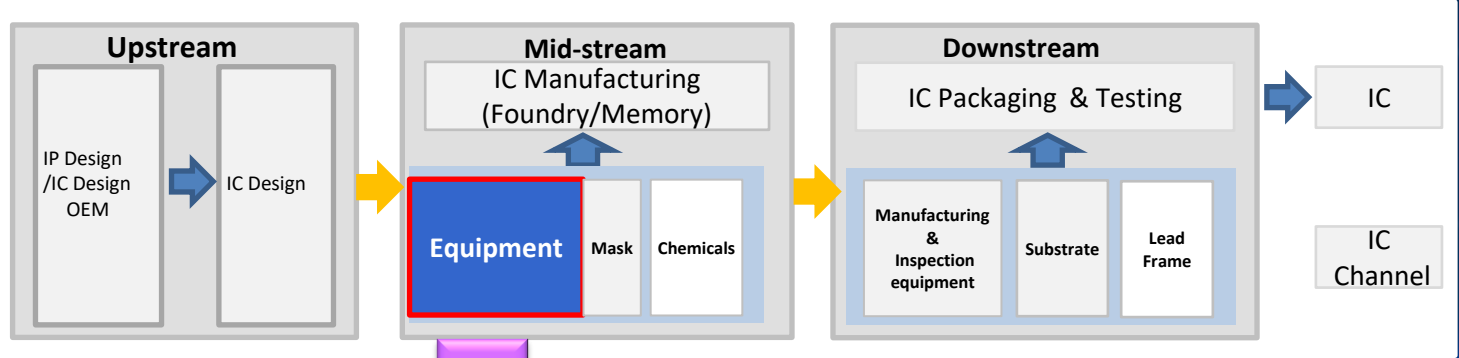 Upstream
IP Design
/IC Design
OEM
IC Design
Mid-stream
IC Manufacturing
(Foundry/Memory)
Equipment
Mask
Chemicals
Downstream
IC Packaging & Testing
Manufacturing
&
Inspection
equipment
Substrate
Lead
Frame
IC
IC
Channel